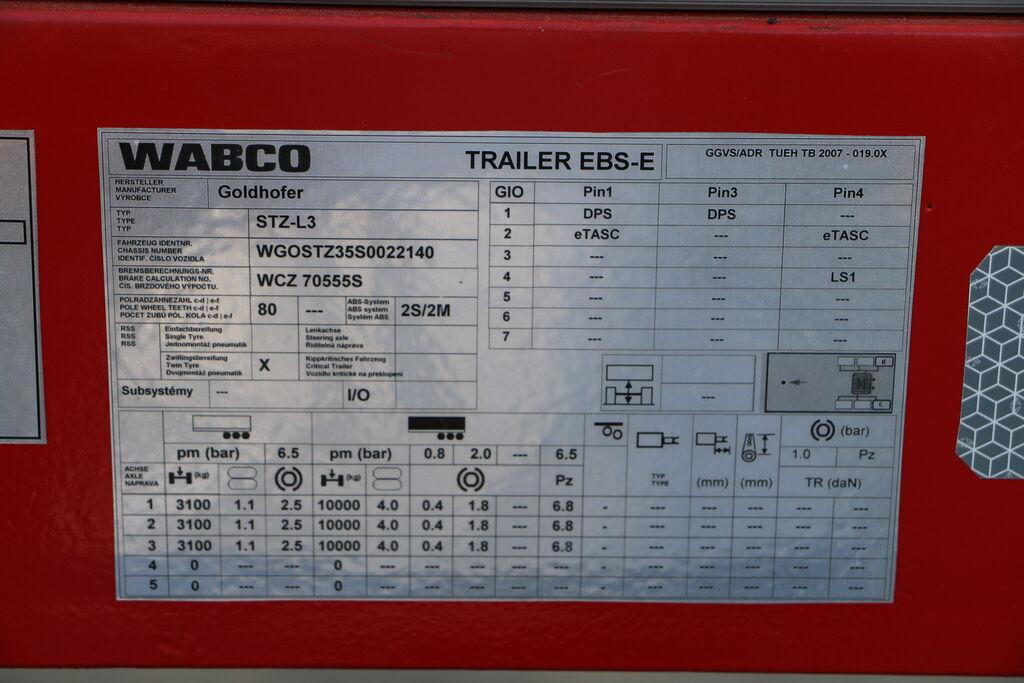 WABCO TRAILER EBS-E GGVS/ADR TUEH TB 2007 - 019.0X
HERSTELLER
MANUFACTURER
VÝROBCE
Goldhofer
TYP
TYPE
TYP
STZ-L3
FAHRZEUG IDENTNR.
CHASSIS NUMBER
IDENTIF. ČÍSLO VOZIDLA
WGOSTZ35S0022140
BREMSBERECHNUNGS-NR.
BRAKE CALCULATION NO.
ČÍS. BRZDOVÉHO VÝPOČTU.
WCZ 70555S
POLRADZÄHNEZAHL c-d | e-f
POLE WHEEL TEETH c-d | e-f
POČET ZUBŮ POL. KOLA c-d | e-f
80 ---
ABS-System
ABS system
Systém ABS
2S/2M
RSS
RSS
RSS
Einfachbereifung
Single Tyre
Jednomontáž pneumatik
Lenkachse
Steering axle
Řiditelná náprava
Zwillingsbereifung
Twin Tyre
Dvojmontáž pneumatik
X
Kippkritisches Fahrzeug
Critical Trailer
Vozidlo kritické na překlopení
Subsystémy --- I/O
GIO Pin1 Pin3 Pin4
1 DPS DPS ---
2 eTASC --- eTASC
3 --- --- ---
4 --- --- LS1
5 --- --- ---
6 --- --- ---
7 --- --- ---
---
d
c
pm (bar) 6.5 pm (bar) 0.8 2.0 --- 6.5
(bar)
1.0 Pz
ACHSE
AXLE
NÁPRAVA
(kg) (kg) Pz
TYP
TYPE
(mm) (mm) TR (daN)
1 3100 1.1 2.5 10000 4.0 0.4 1.8 --- 6.8 - --- --- --- --- ---
2 3100 1.1 2.5 10000 4.0 0.4 1.8 --- 6.8 - --- --- --- --- ---
3 3100 1.1 2.5 10000 4.0 0.4 1.8 --- 6.8 - --- --- --- --- ---
4 0 --- --- 0 --- --- --- --- --- - --- --- --- --- ---
5 0 --- --- 0 --- --- --- --- --- - --- --- --- --- ---